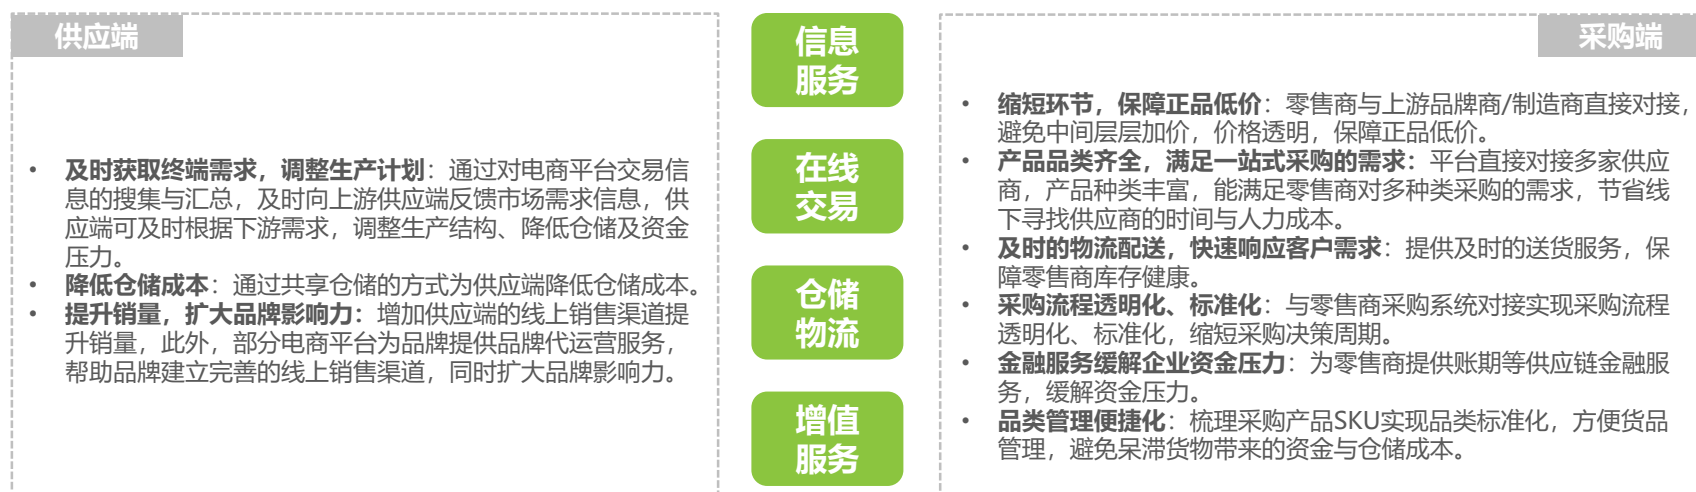 供应端
• 及时获取终端需求，调整生产计划：通过对电商平台交易信
息的搜集与汇总，及时向上游供应端反馈市场需求信息，供
应端可及时根据下游需求，调整生产结构、降低仓储及资金
压力。
• 降低仓储成本：通过共享仓储的方式为供应端降低仓储成本。
• 提升销量，扩大品牌影响力：增加供应端的线上销售渠道提
升销量，此外，部分电商平台为品牌提供品牌代运营服务，
帮助品牌建立完善的线上销售渠道，同时扩大品牌影响力。
信息
服务
在线
交易
仓储
物流
增值
服务
采购端
• 缩短环节，保障正品低价：零售商与上游品牌商/制造商直接对接，
避免中间层层加价，价格透明，保障正品低价。
• 产品品类齐全，满足一站式采购的需求：平台直接对接多家供应
商，产品种类丰富，能满足零售商对多种类采购的需求，节省线
下寻找供应商的时间与人力成本。
• 及时的物流配送，快速响应客户需求：提供及时的送货服务，保
障零售商库存健康。
• 采购流程透明化、标准化：与零售商采购系统对接实现采购流程
透明化、标准化，缩短采购决策周期。
• 金融服务缓解企业资金压力：为零售商提供账期等供应链金融服
务，缓解资金压力。
• 品类管理便捷化：梳理采购产品SKU实现品类标准化，方便货品
管理，避免呆滞货物带来的资金与仓储成本。